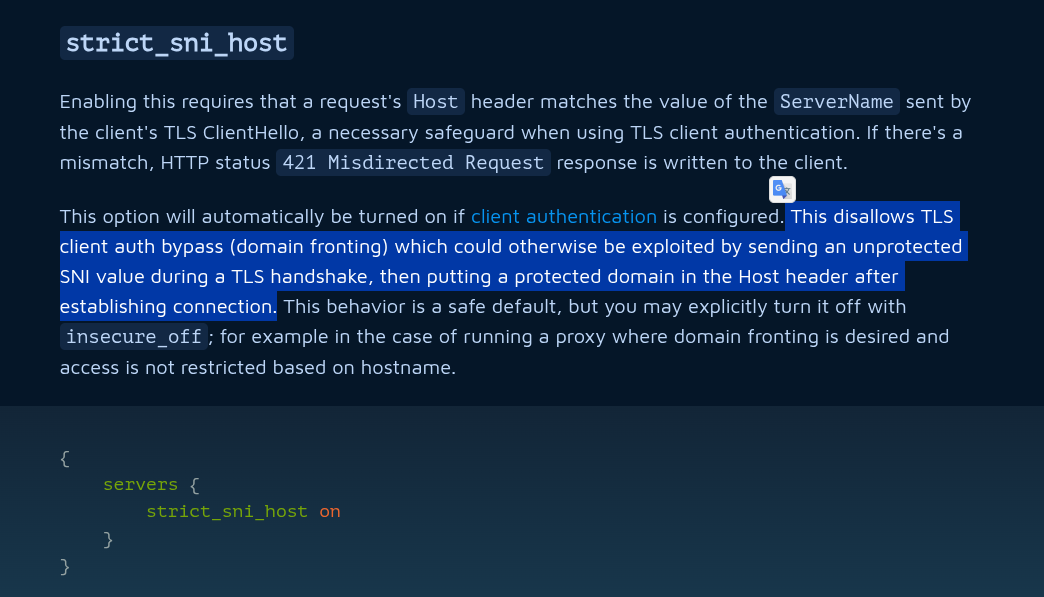 strict_sni_host
Enabling this requires that a request's Host header matches the value of the ServerName sent by
the client's TLS ClientHello, a necessary safeguard when using TLS client authentication. If there's a
mismatch, HTTP status 421 Misdirected Request response is written to the client.
This option will automatically be turned on if client authentication is configured. This disallows TLS
client auth bypass (domain fronting) which could otherwise be exploited by sending an unprotected
SNI value during a TLS handshake, then putting a protected domain in the Host header after
establishing connection. This behavior is a safe default, but you may explicitly turn it off with
insecure_off; for example in the case of running a proxy where domain fronting is desired and
access is not restricted based on hostname.
{
servers {
strict_sni_host on
}
}